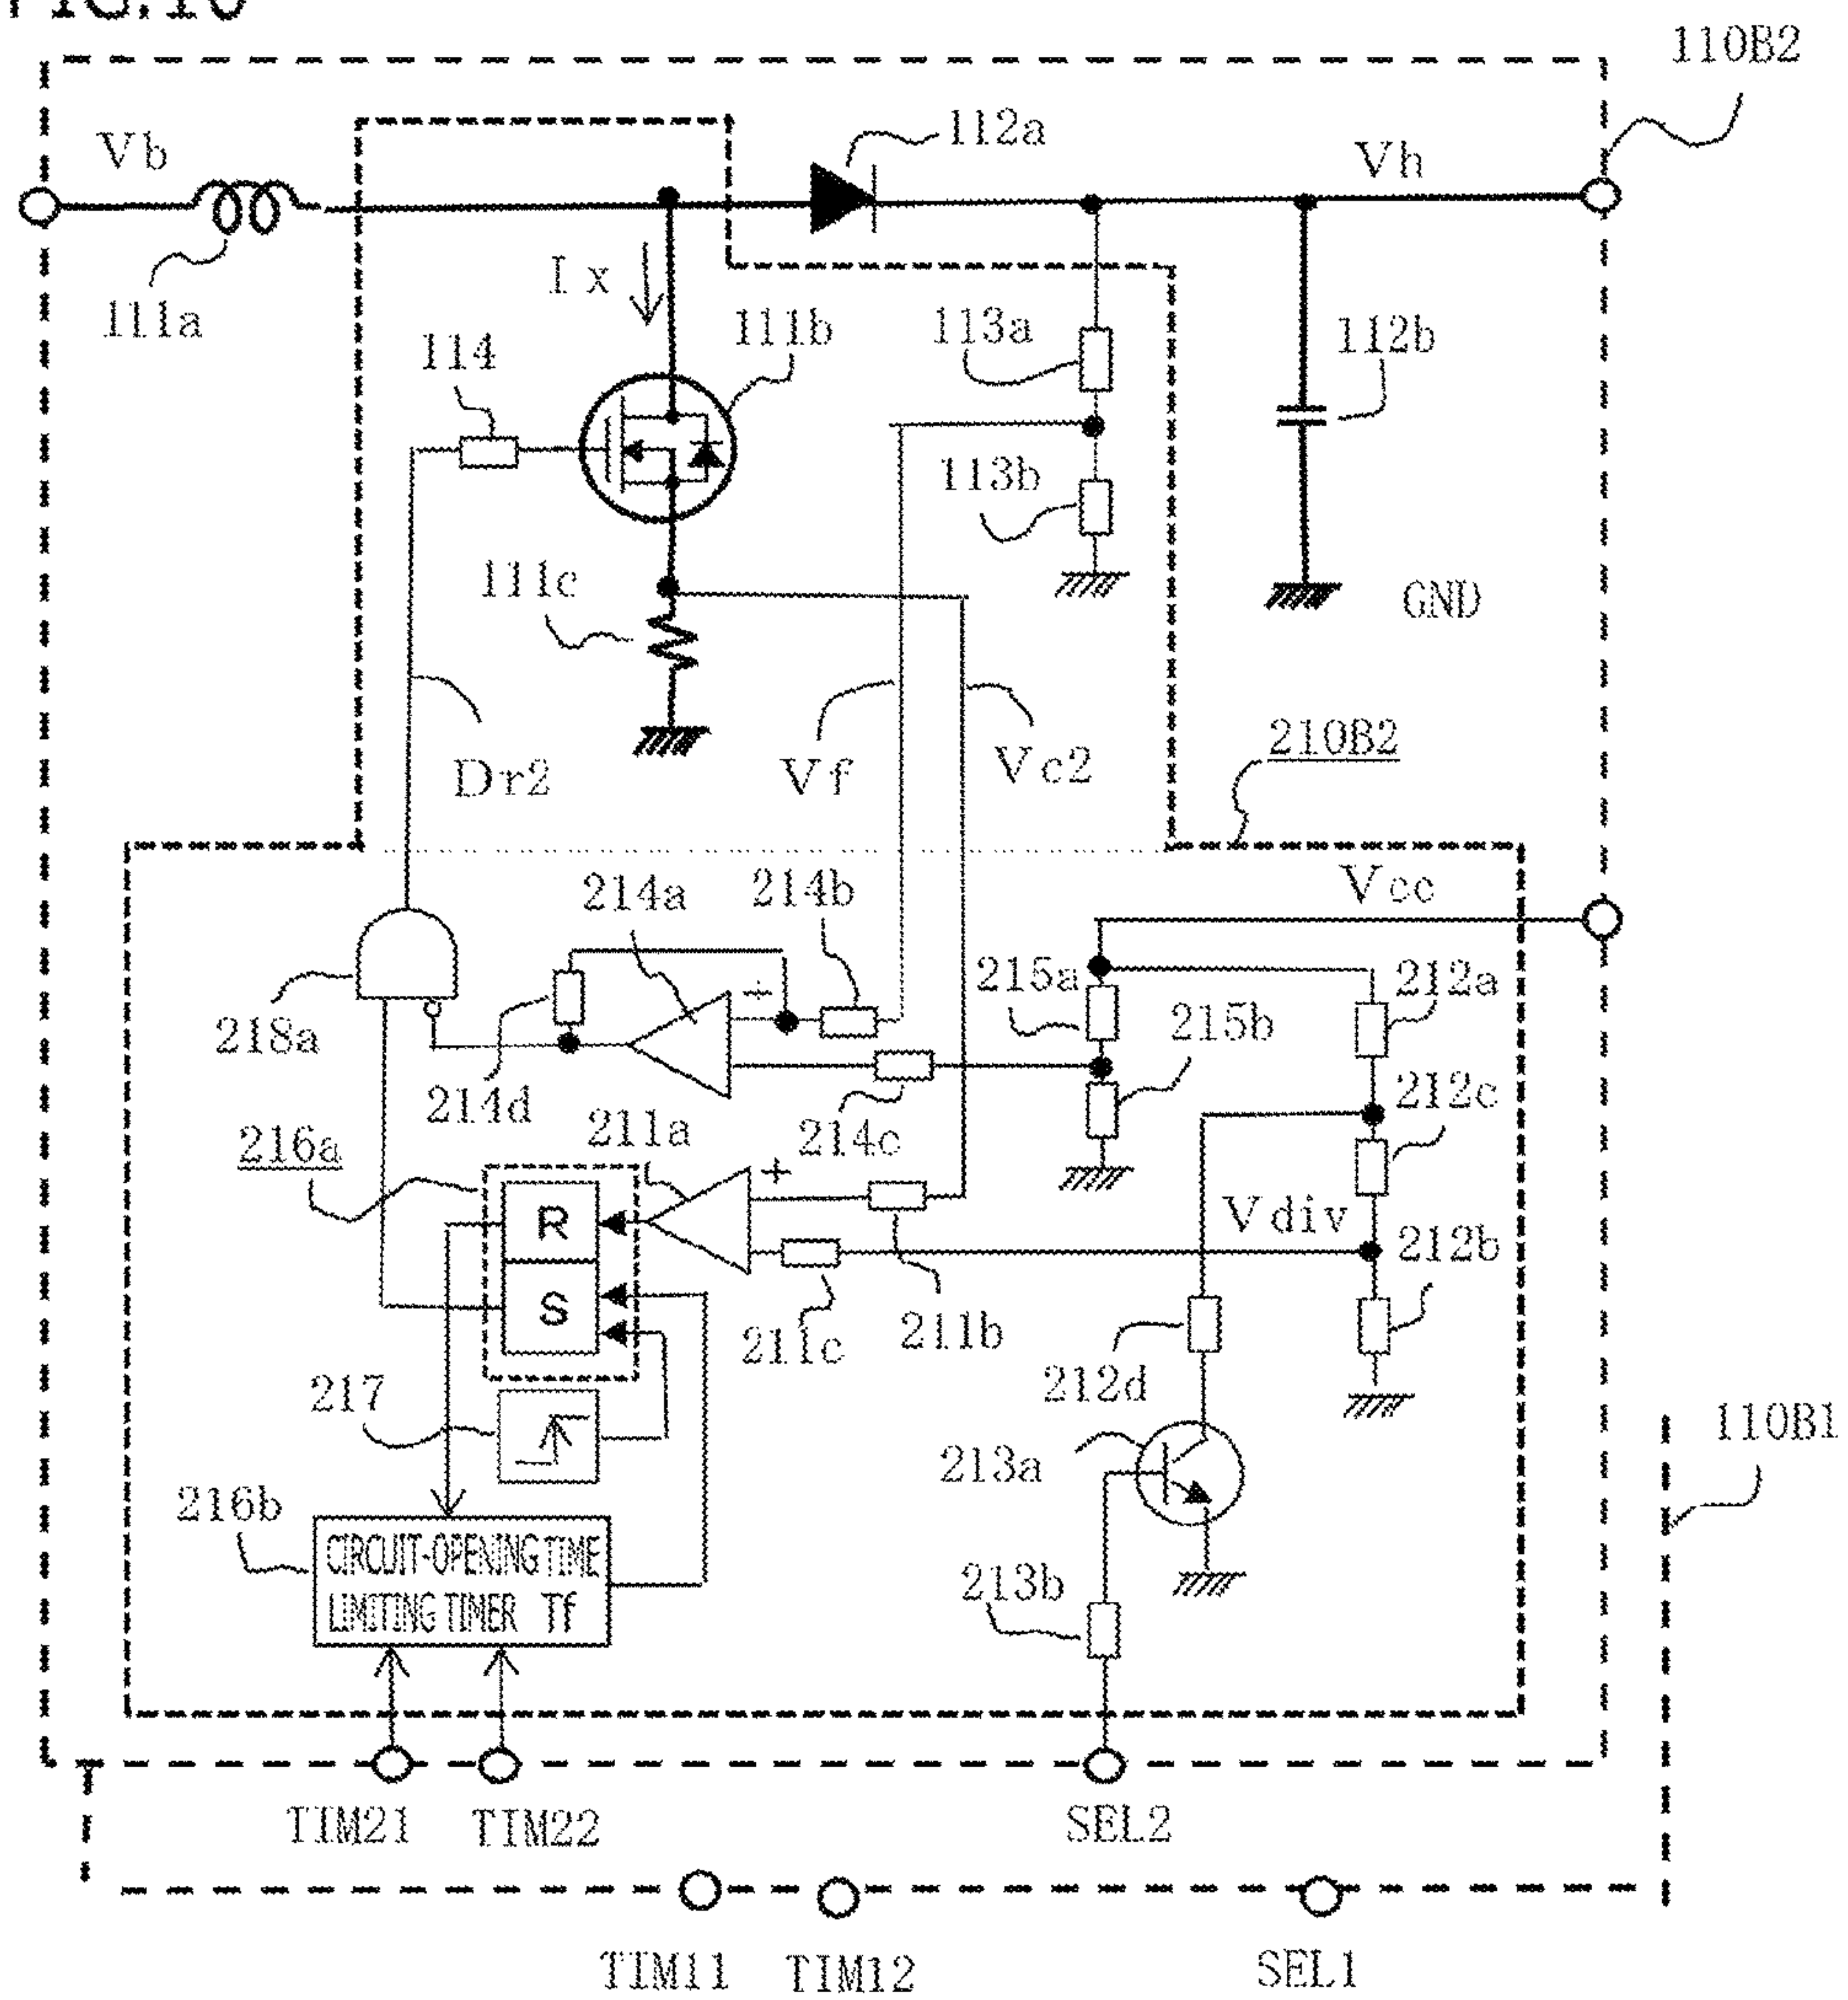 FIG.10
110B2
Vb
112a
Vh
111a
Ix
111b
113a
114
112b
113b
111c
GND
Dr2
Vf
Vc2
210B2
Vcc
214a
214b
215a
212a
218a
215b
214d
212c
214c
216a
211a
+
+
R
Vdiv
212b
S
211c
211b
217
212d
213a
110B1
216b
CIRCUIT-OPENING TIME
LIMITING TIMER Tf
213b
TIM21
TIM22
SEL2
TIM11
TIM12
SEL1